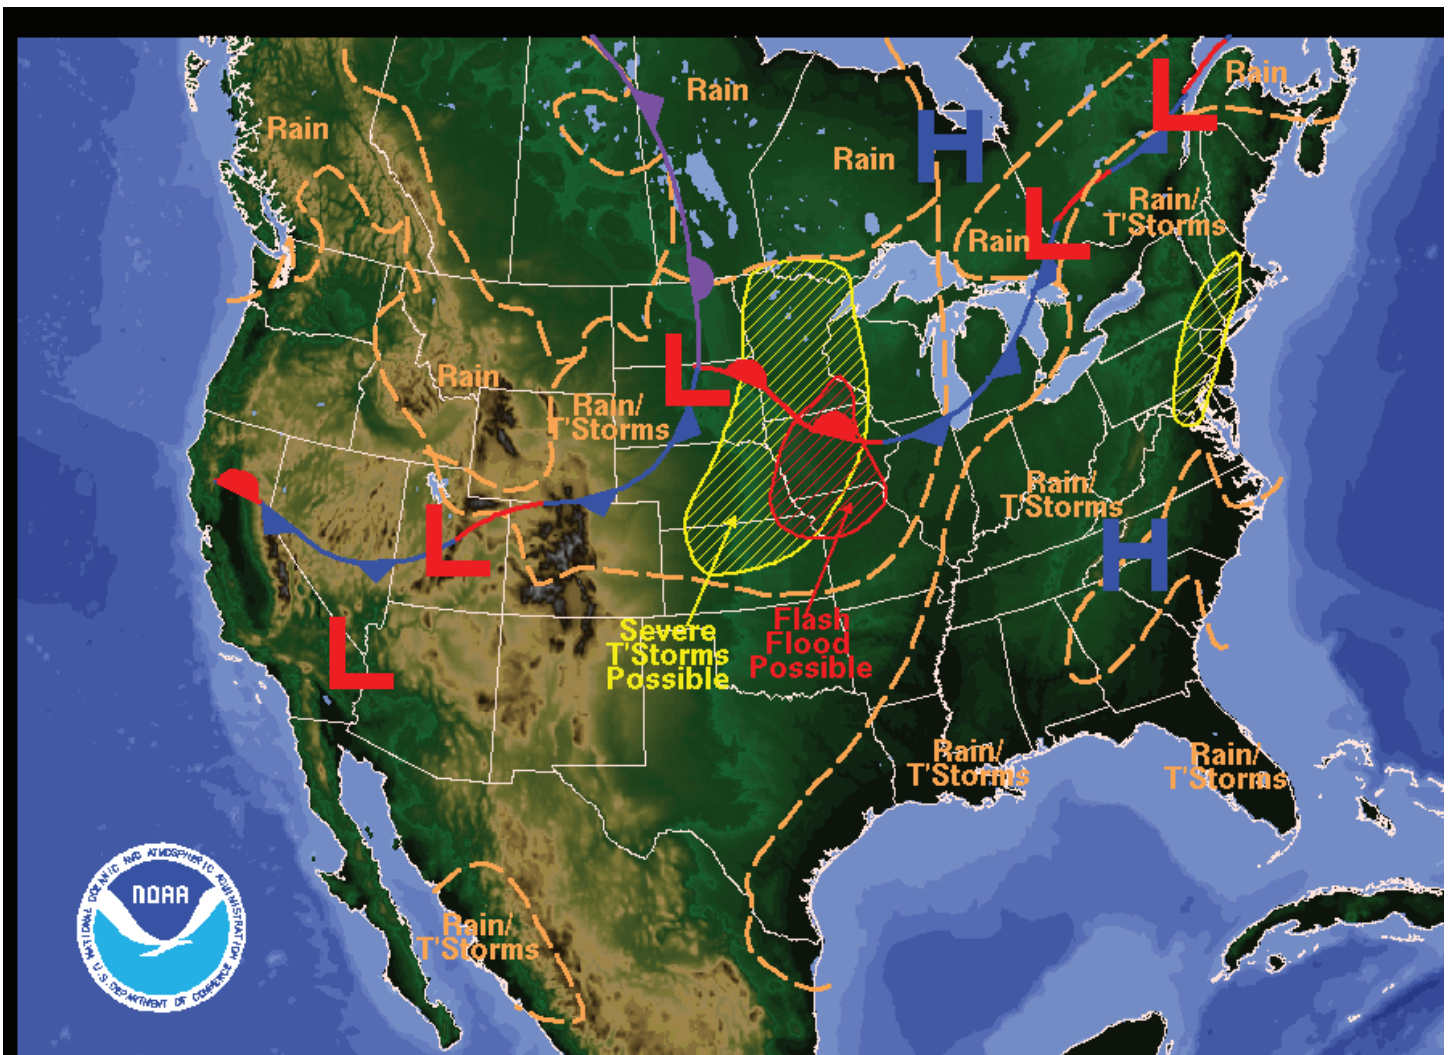 Rain
Rain
Rain
Rain
Rain
Rain/
T'Storms
Rain
Rain
Rain/
T'Storms
Rain/
T'Storms
Severe
T'Storms
Possible
Flash
Flood
Possible
Rain/
T'Storms
Rain/
T'Storms
Rain/
T'Storms
H
H
L
L
L
L
L
NATIONAL OCEANIC AND ATMOSPHERIC ADMINISTRATION
NOAA
U.S. DEPARTMENT OF COMMERCE